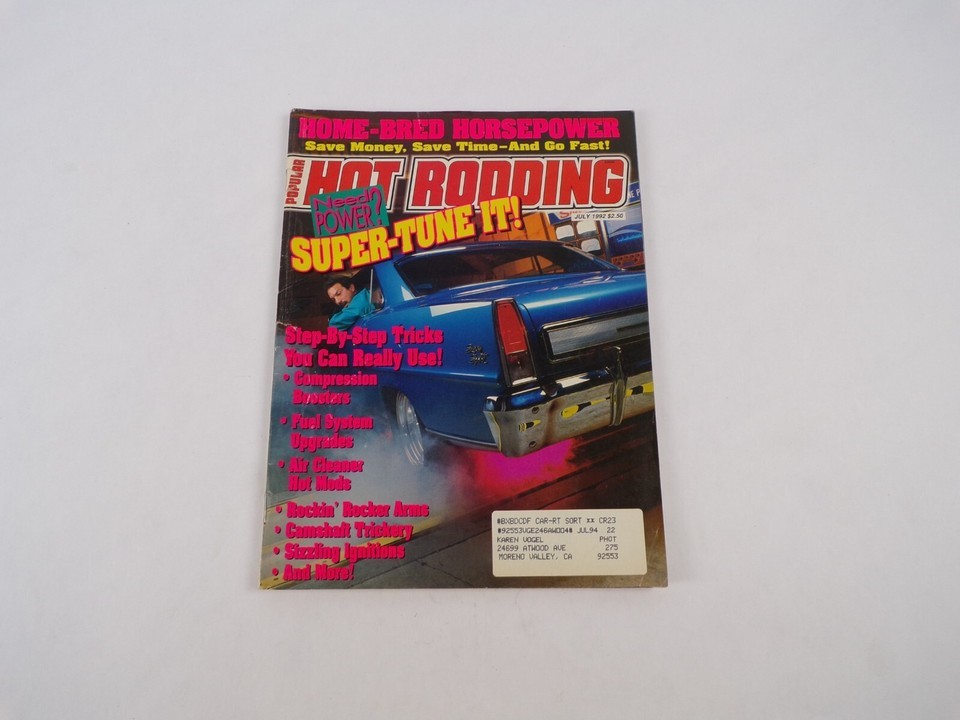 HOME-BRED HORSEPOWER
Save Money, Save Time-And Go Fast!
POPULAR
HOT RODDING
JULY 1992 $2.50
Need
POWER?
SUPER-TUNE IT!
Step-By-Step Tricks
You Can Really Use!
• Compression
Boosters
• Fuel System
Upgrades
• Air Cleaner
Hot Mods
• Rockin' Rocker Arms
• Camshaft Trickery
• Sizzling Ignitions
• And More!
#BXBDCDF CAR-RT SORT ** CR23
#92553VGE246AWDD4# JUL94 22
KAREN VOGEL PHOT
24699 ATWOOD AVE 275
MORENO VALLEY, CA 92553